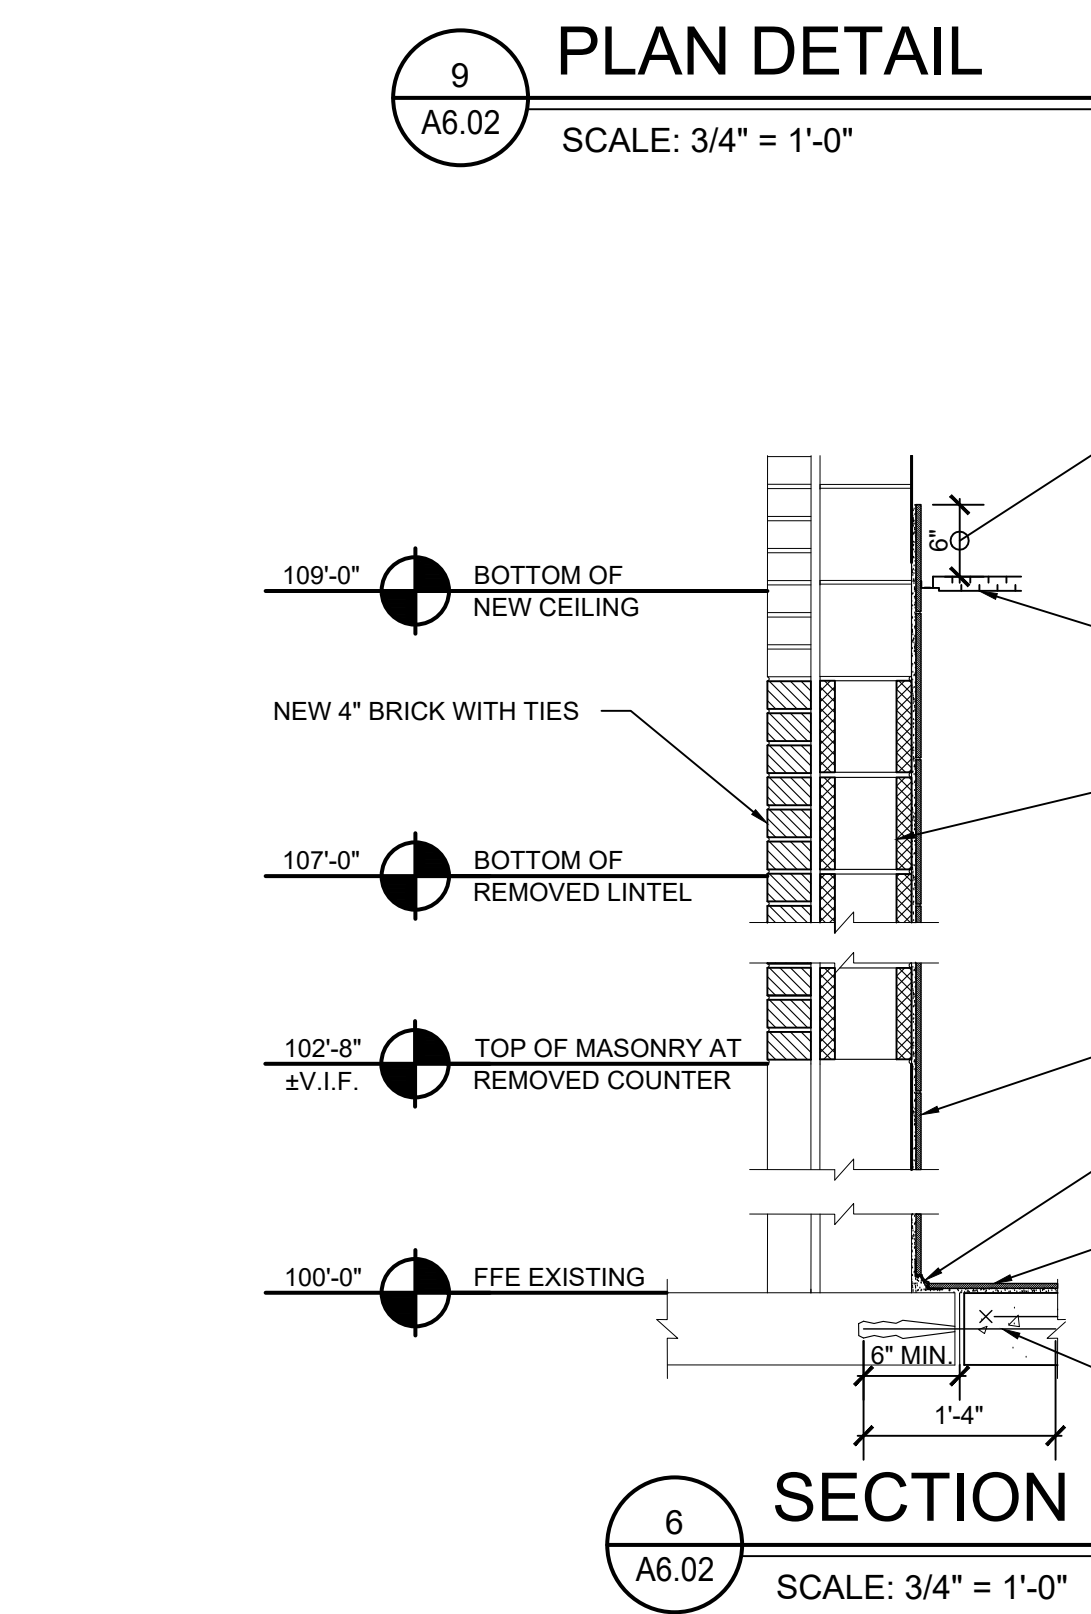 PLAN DETAIL
9
A6.02
SCALE: 3/4" = 1'-0"
6"
109'-0"
BOTTOM OF
NEW CEILING
NEW 4" BRICK WITH TIES
107'-0"
BOTTOM OF
REMOVED LINTEL
102'-8"
±V.I.F.
TOP OF MASONRY AT
REMOVED COUNTER
100'-0"
FFE EXISTING
6" MIN.
1'-4"
SECTION
6
A6.02
SCALE: 3/4" = 1'-0"